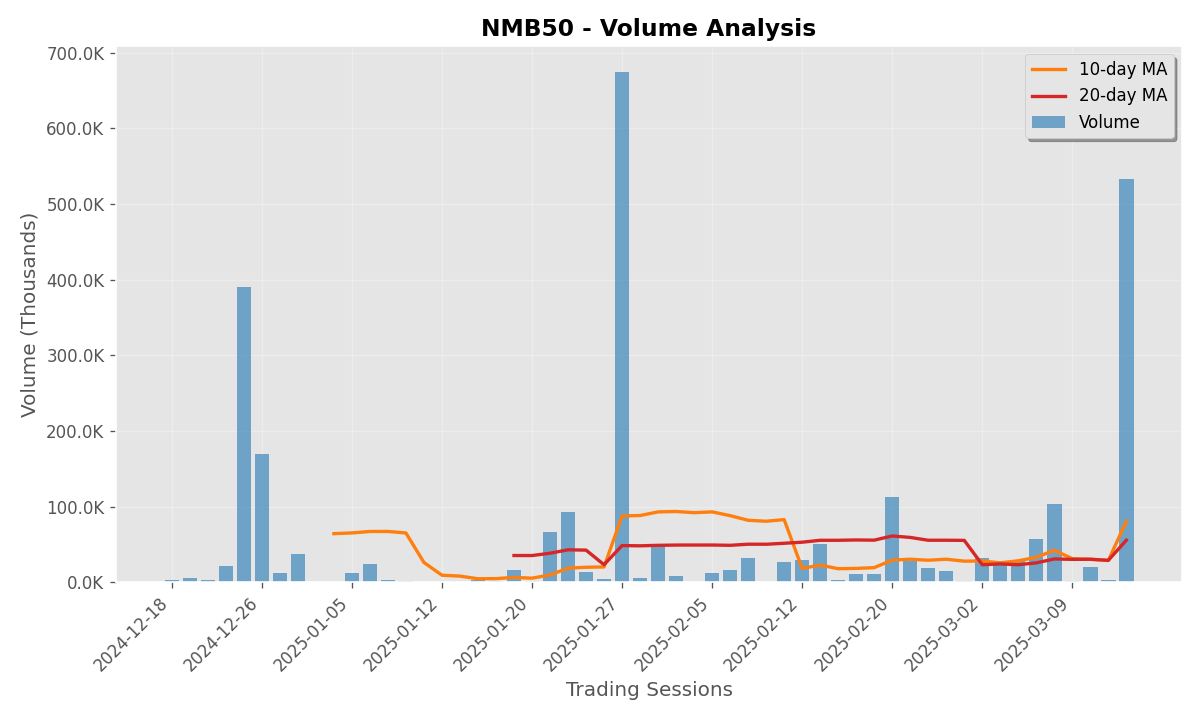 NMB50 - Volume Analysis
700.0K
600.0K
500.0K
400.0K
300.0K
200.0K
100.0K
0.0K
Volume (Thousands)
10-day MA
20-day MA
Volume
2024-12-18
2024-12-26
2025-01-05
2025-01-12
2025-01-20
2025-01-27
2025-02-05
2025-02-12
2025-02-20
2025-03-02
2025-03-09
Trading Sessions